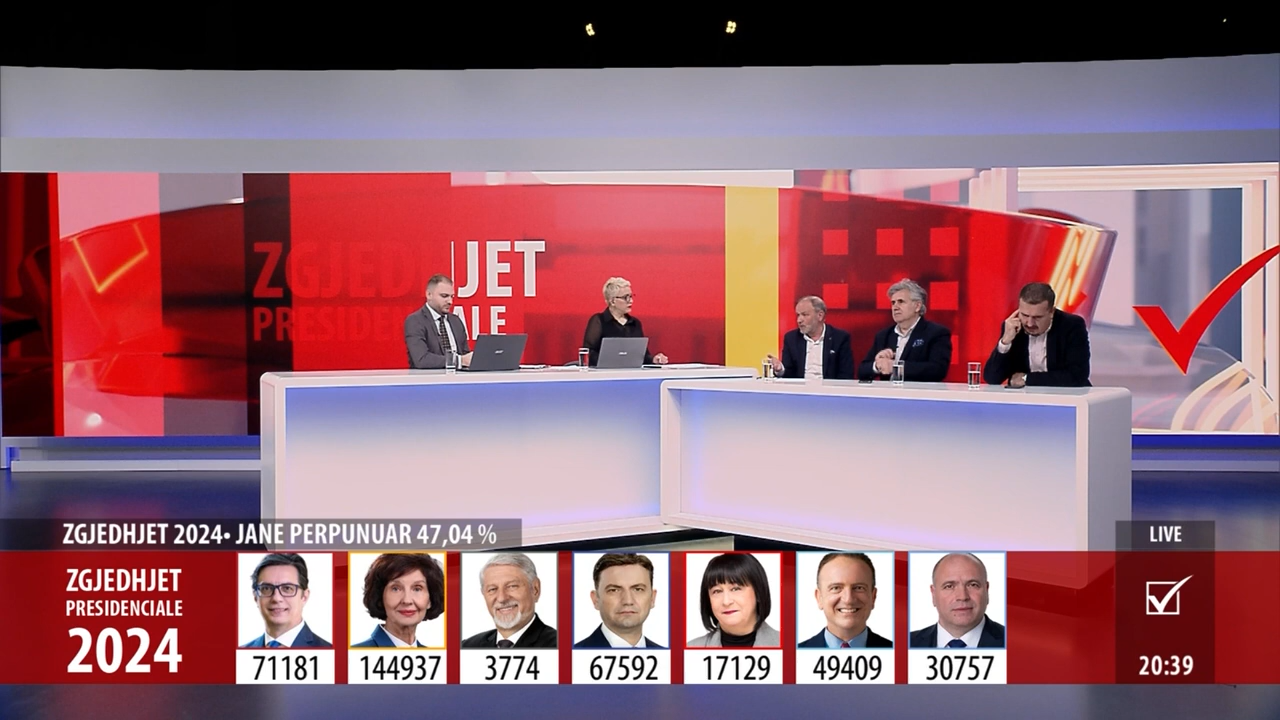 ZGJEDHJET
PRESIDENCIALE
ZGJEDHJET 2024• JANE PERPUNUAR 47,04 %
LIVE
ZGJEDHJET
PRESIDENCIALE
2024
71181
144937
3774
67592
17129
49409
30757
20:39